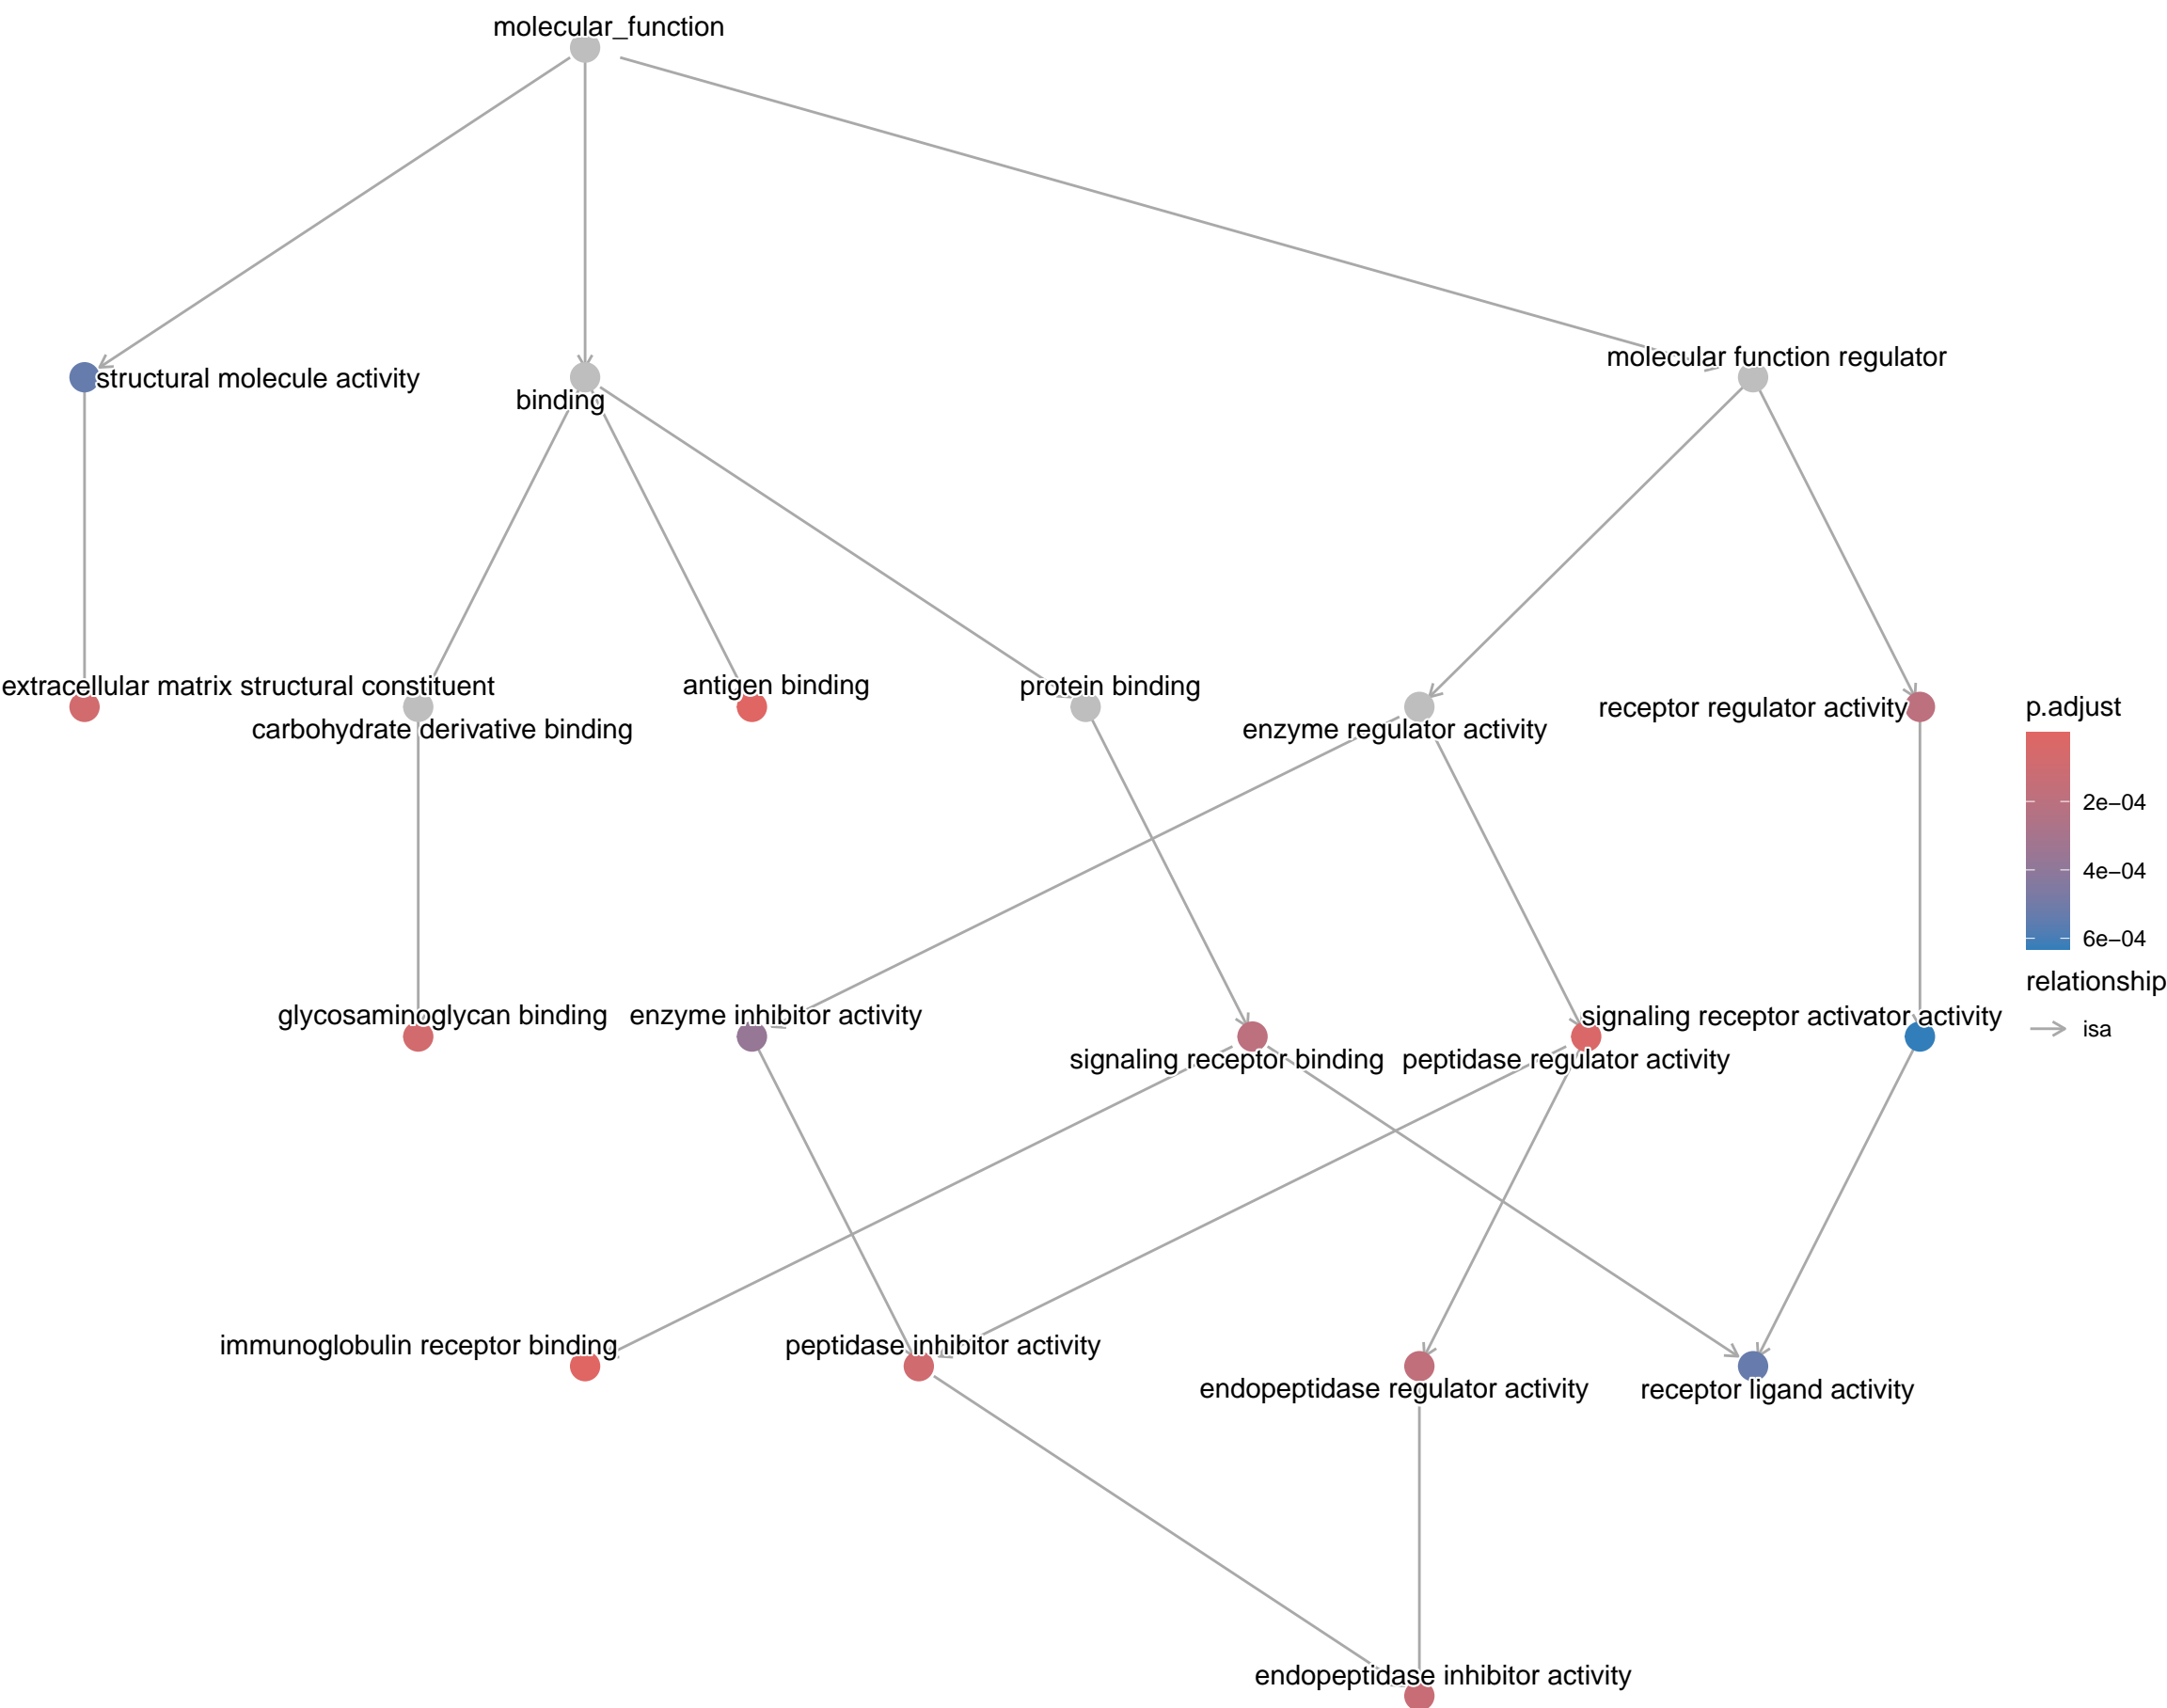 molecular_function
molecular function regulator
structural molecule activity
binding
extracellular matrix structural constituent
antigen binding
protein binding
receptor regulator activity
carbohydrate derivative binding
enzyme regulator activity
p.adjust
2e−04
4e−04
6e−04
relationship
isa
glycosaminoglycan binding
enzyme inhibitor activity
signaling receptor activator activity
signaling receptor binding
peptidase regulator activity
immunoglobulin receptor binding
peptidase inhibitor activity
endopeptidase regulator activity
receptor ligand activity
endopeptidase inhibitor activity